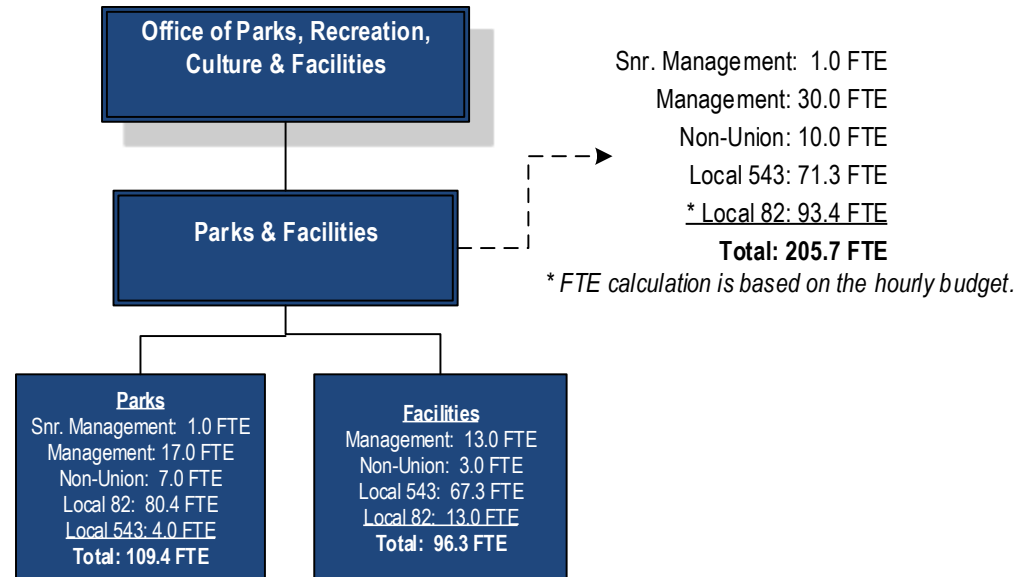 Office of Parks, Recreation,
Culture & Facilities
Snr. Management: 1.0 FTE
Management: 30.0 FTE
Non-Union: 10.0 FTE
Local 543: 71.3 FTE
* Local 82: 93.4 FTE
Total: 205.7 FTE
* FTE calculation is based on the hourly budget.
Parks & Facilities
Parks
Snr. Management: 1.0 FTE
Management: 17.0 FTE
Non-Union: 7.0 FTE
Local 82: 80.4 FTE
Local 543: 4.0 FTE
Total: 109.4 FTE
Facilities
Management: 13.0 FTE
Non-Union: 3.0 FTE
Local 543: 67.3 FTE
Local 82: 13.0 FTE
Total: 96.3 FTE